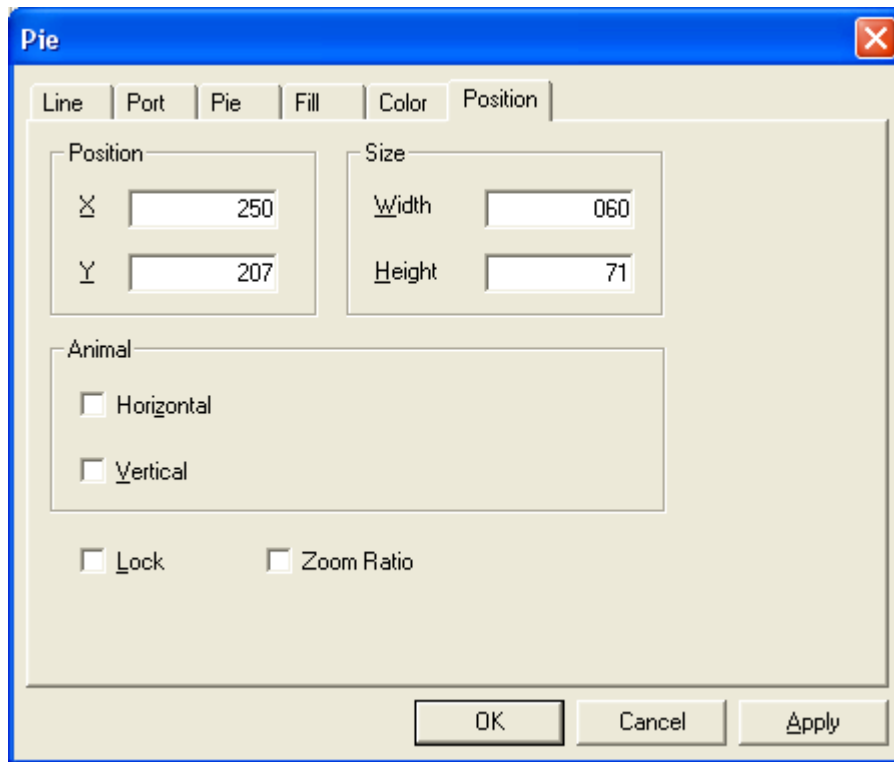 Pie
Line Port Pie Fill Color Position
Position
X 250
Y 207
Size
Width 060
Height 71
Animal
Horizontal
Vertical
Lock Zoom Ratio
OK Cancel Apply